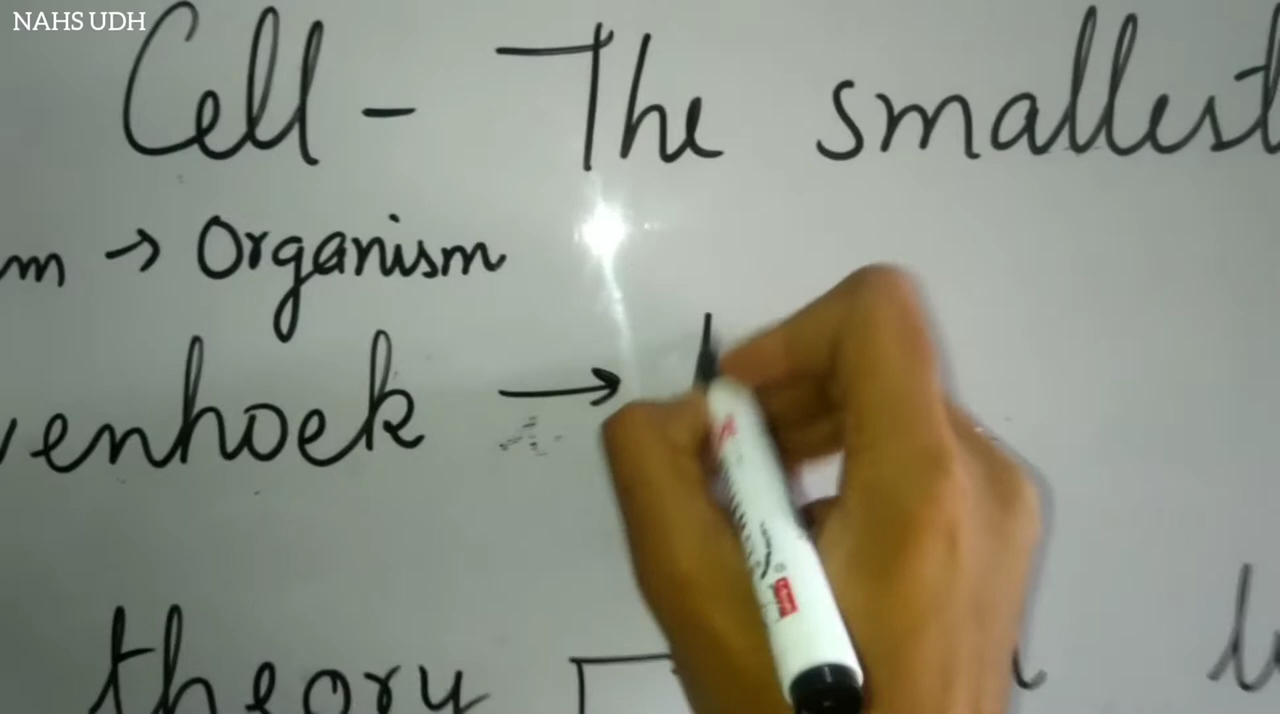 NAHS UDH
Cell - The smallest
m → Organism
venhoek →
theory